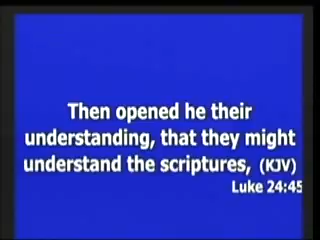 Then opened he their
understanding, that they might
understand the scriptures, (KJV)
Luke 24:45